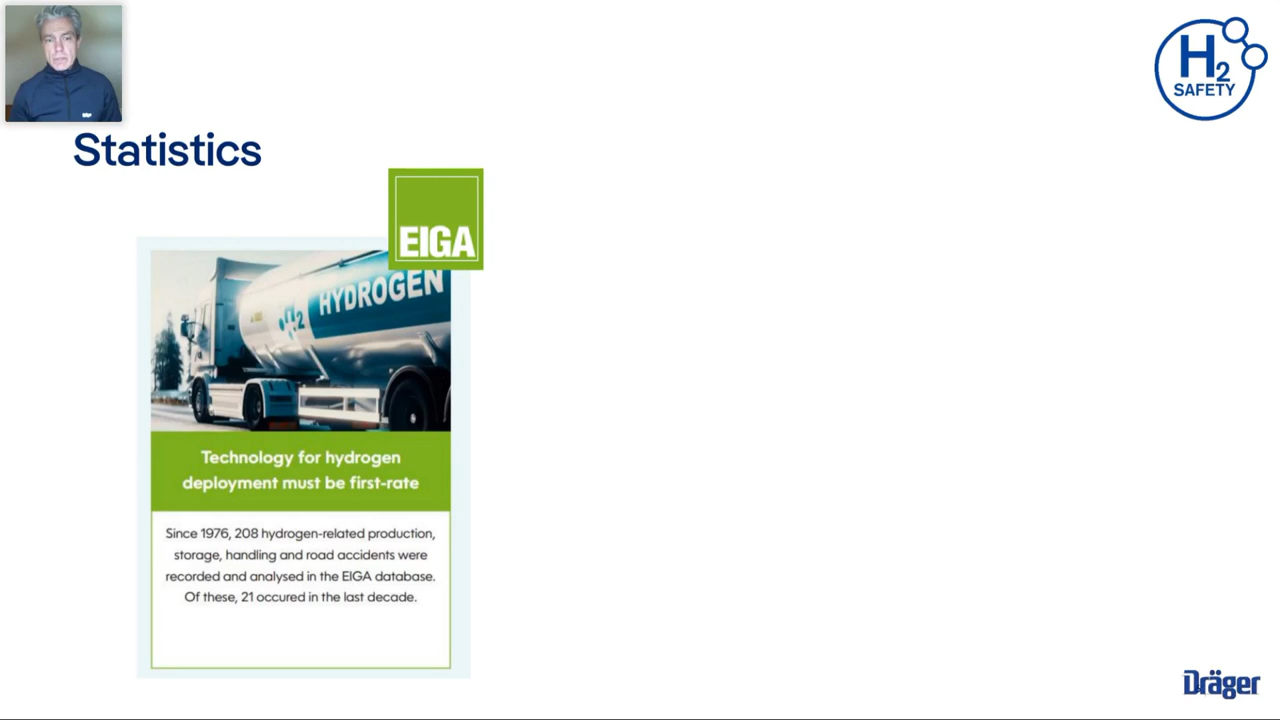 H2
SAFETY
Statistics
EIGA
HYDROGEN
H2
Technology for hydrogen
deployment must be first-rate
Since 1976, 208 hydrogen-related production,
storage, handling and road accidents were
recorded and analysed in the EIGA database.
Of these, 21 occured in the last decade.
Dräger